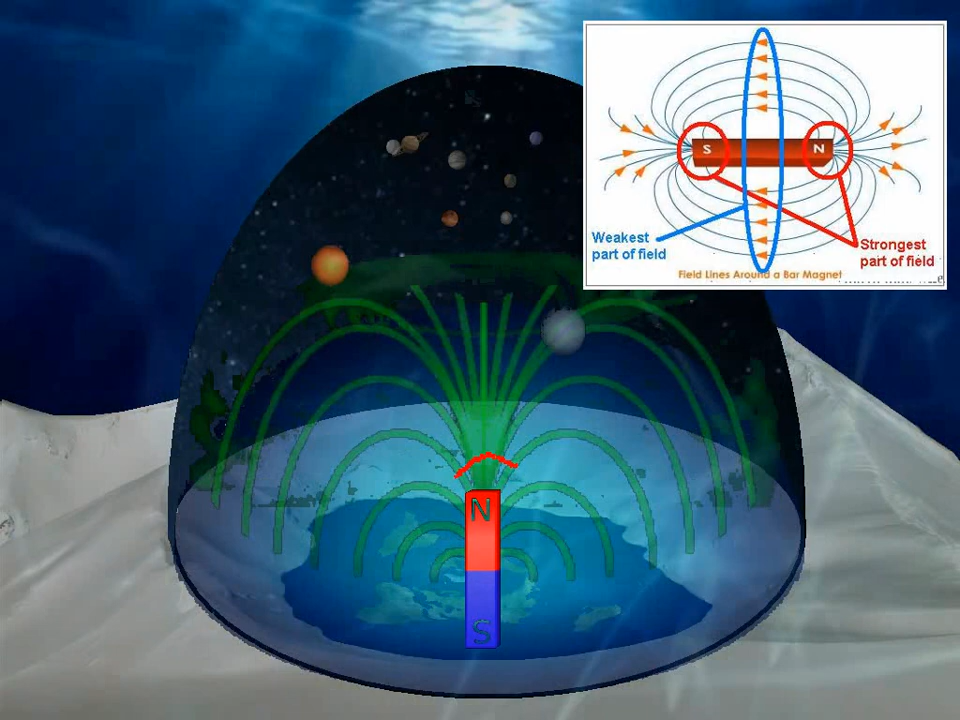 S
N
Weakest
part of field
Strongest
part of field
Field Lines Around a Bar Magnet
N
S